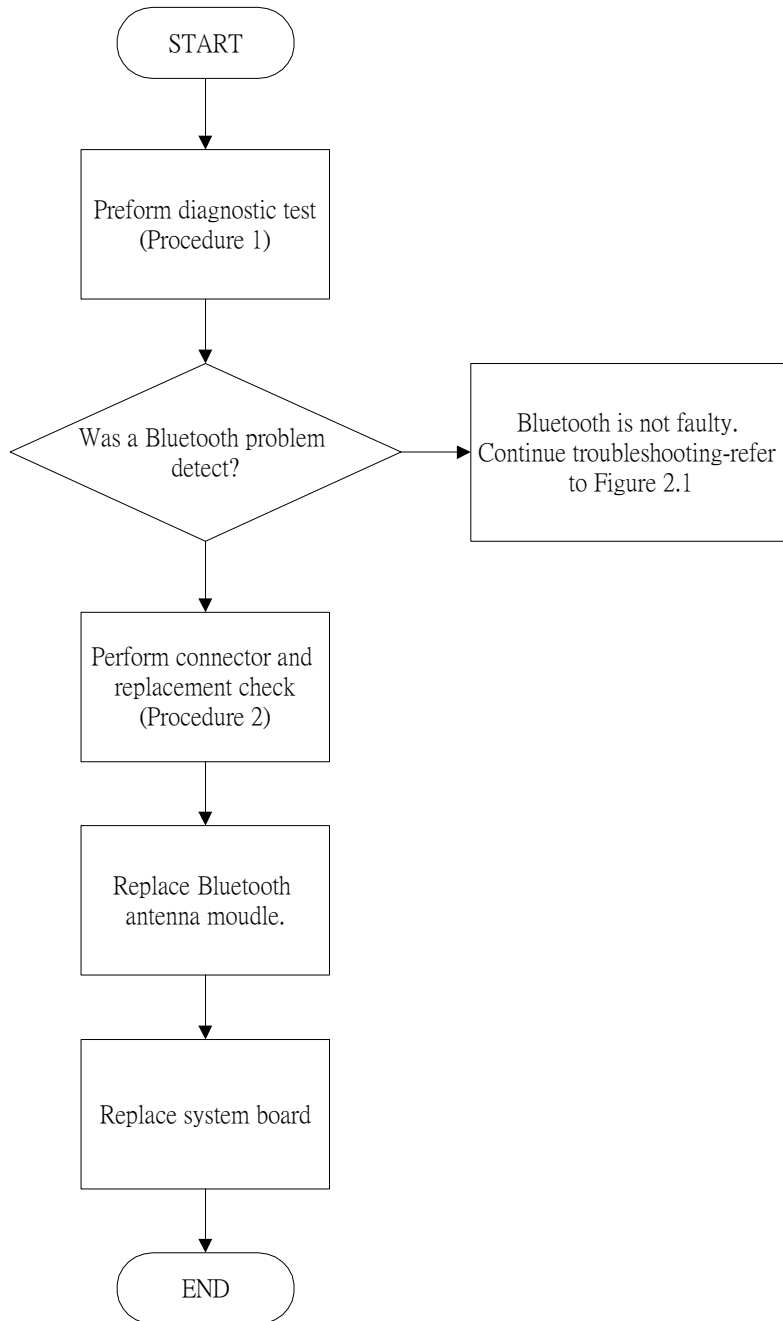 START
Preform diagnostic test
(Procedure 1)
Was a Bluetooth problem
detect?
Bluetooth is not faulty.
Continue troubleshooting-refer
to Figure 2.1
Perform connector and
replacement check
(Procedure 2)
Replace Bluetooth
antenna moudle.
Replace system board
END